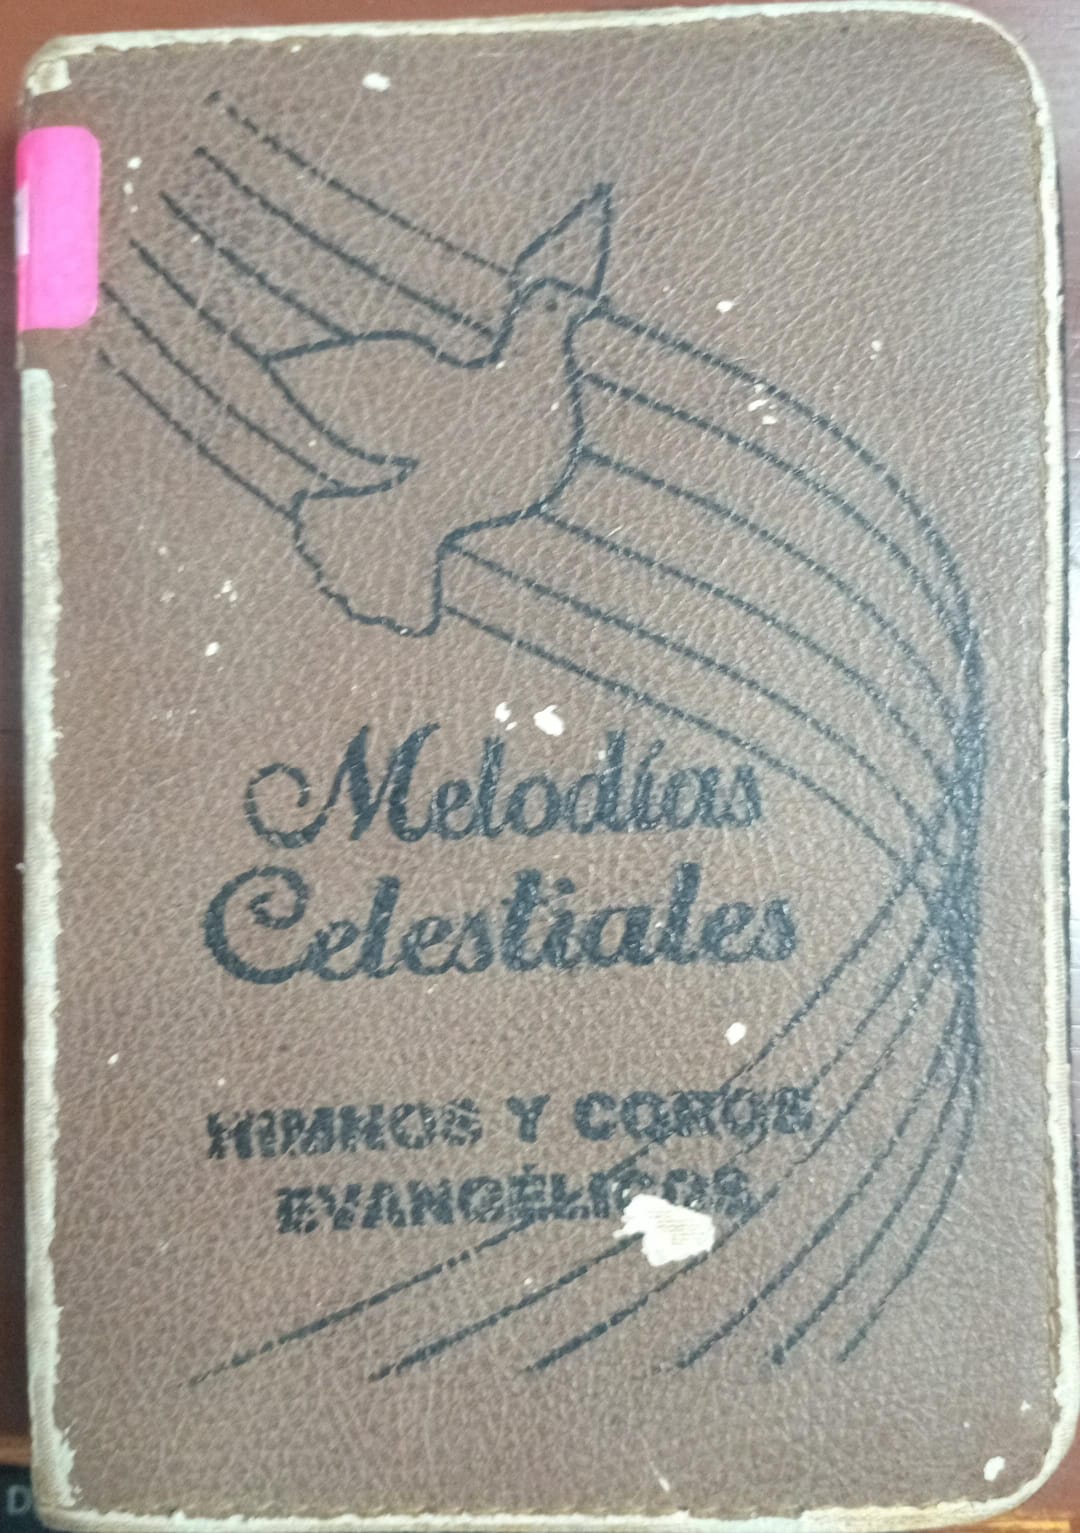 Melodías
Celestiales
HIMNOS Y COROS
EVANGÉLICOS